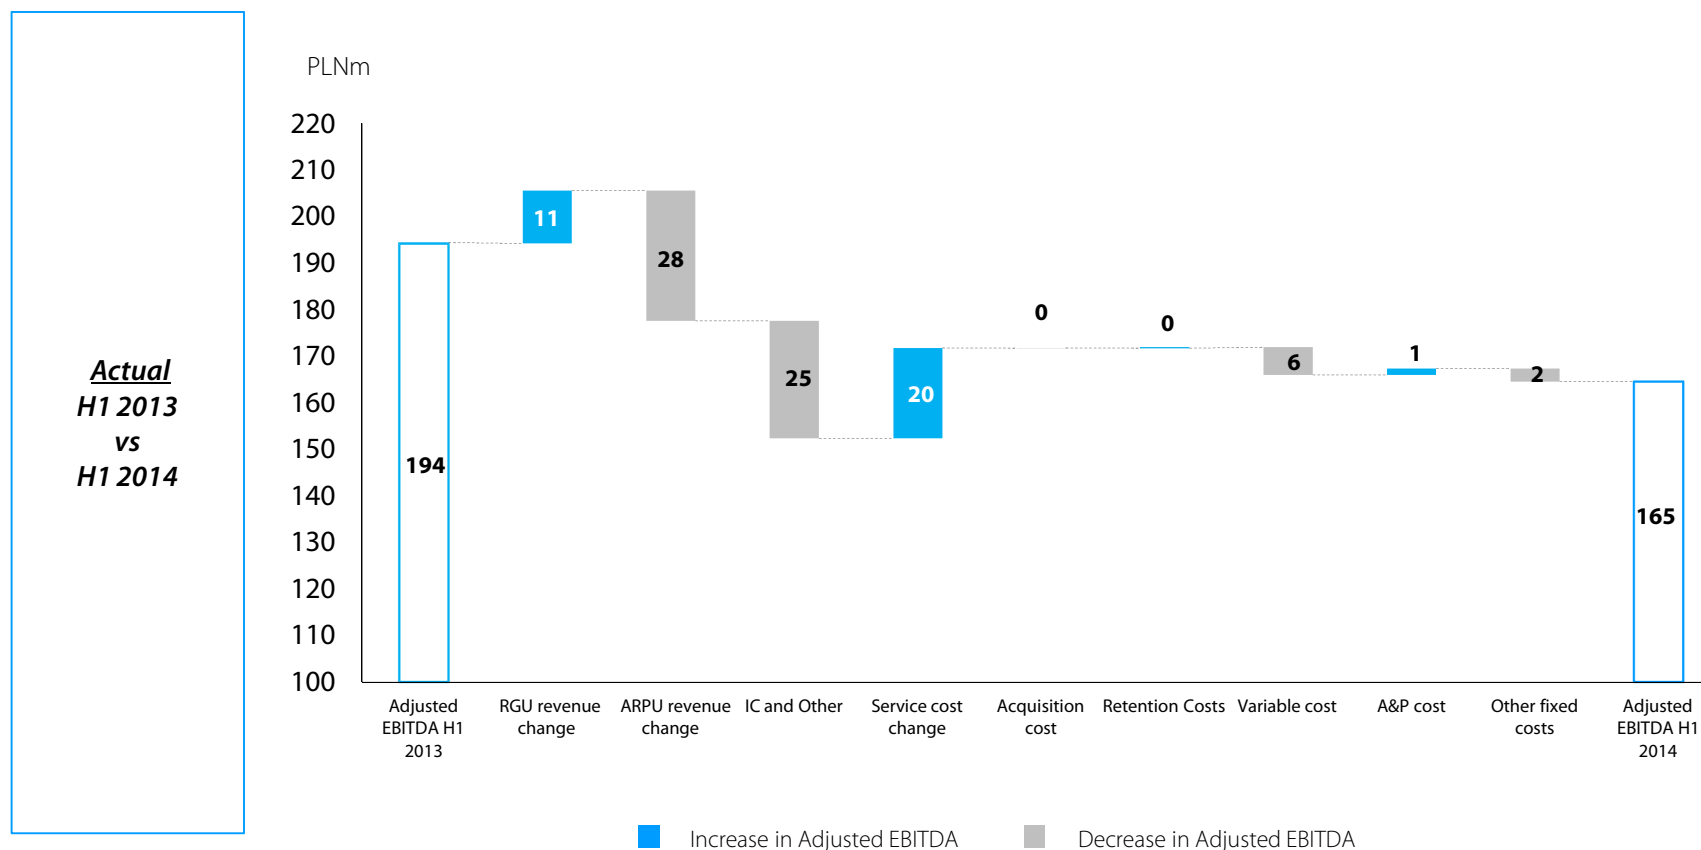 Actual
H1 2013
vs
H1 2014
PLNm
220
210
200
190
180
170
160
150
140
130
120
110
100
194
11
28
25
20
0
0
6
1
2
165
Adjusted
EBITDA H1
2013
RGU revenue
change
ARPU revenue
change
IC and Other
Service cost
change
Acquisition
cost
Retention Costs
Variable cost
A&P cost
Other fixed
costs
Adjusted
EBITDA H1
2014
Increase in Adjusted EBITDA
Decrease in Adjusted EBITDA